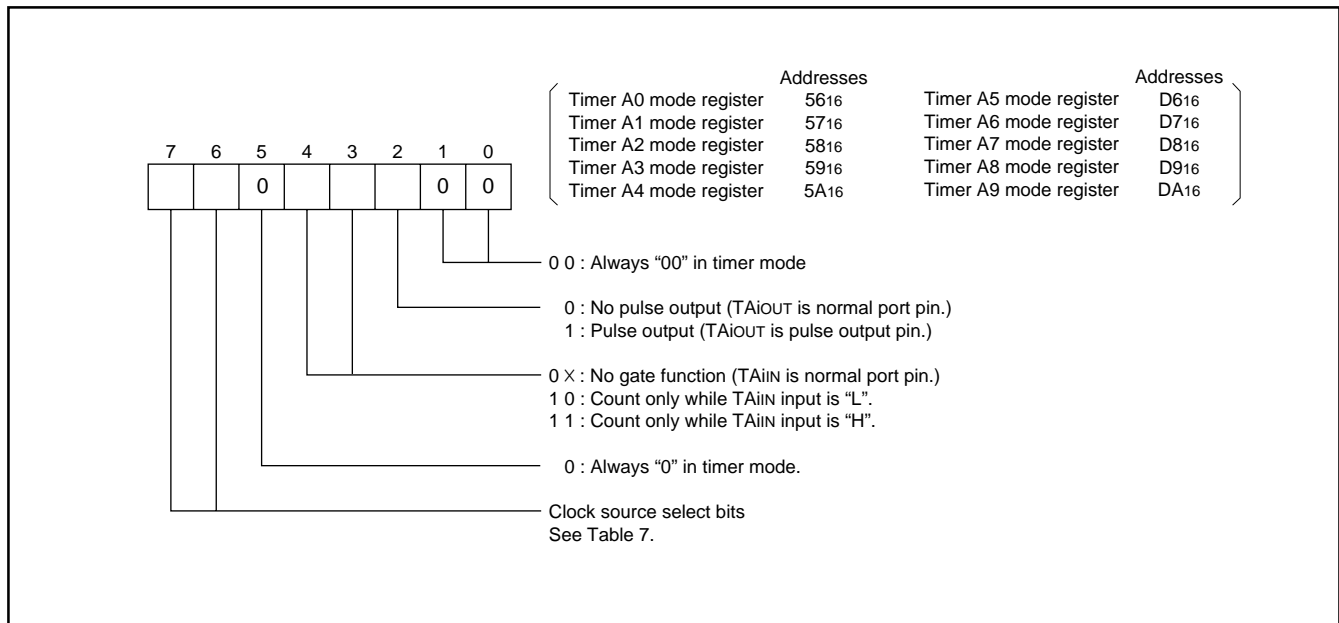 Addresses Addresses
Timer A0 mode register 5616 Timer A5 mode register D616
Timer A1 mode register 5716 Timer A6 mode register D716
Timer A2 mode register 5816 Timer A7 mode register D816
Timer A3 mode register 5916 Timer A8 mode register D916
Timer A4 mode register 5A16 Timer A9 mode register DA16
7 6 5 4 3 2 1 0
0 0 0
0 0 : Always “00” in timer mode
0 : No pulse output (TAiOUT is normal port pin.)
1 : Pulse output (TAiOUT is pulse output pin.)
0 × : No gate function (TAiIN is normal port pin.)
1 0 : Count only while TAiIN input is “L”.
1 1 : Count only while TAiIN input is “H”.
0 : Always “0” in timer mode.
Clock source select bits
See Table 7.